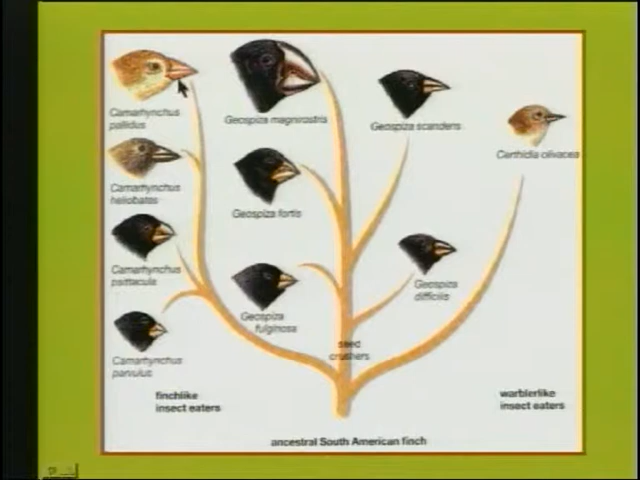 Camarhynchus
pallidus
Geospiza magnirostris
Geospiza scandens
Certhidia olivacea
Camarhynchus
heliobates
Geospiza fortis
Camarhynchus
psittacula
Geospiza
difficilis
Geospiza
fulginosa
Camarhynchus
parvulus
seed
crushers
finchlike
insect eaters
warblerlike
insect eaters
ancestral South American finch